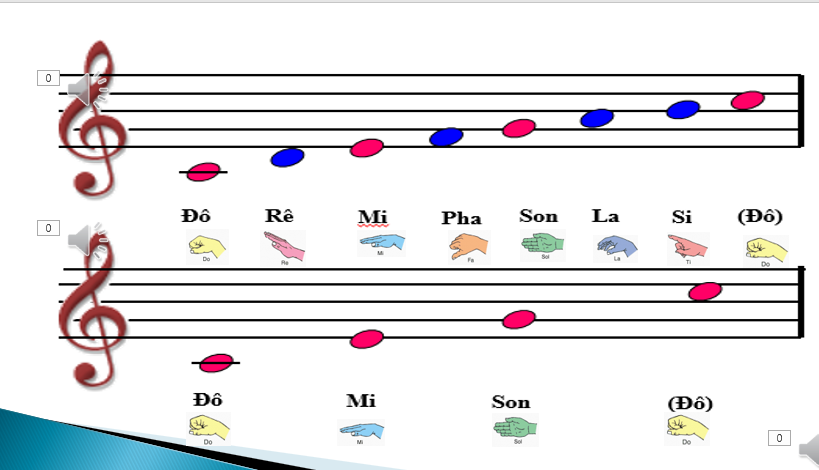 0
Đô Rê Mi Pha Son La Si (Đô)
Do Re Mi Fa Sol La Ti Do
0
Đô Mi Son (Đô)
Do Mi Sol Do
0